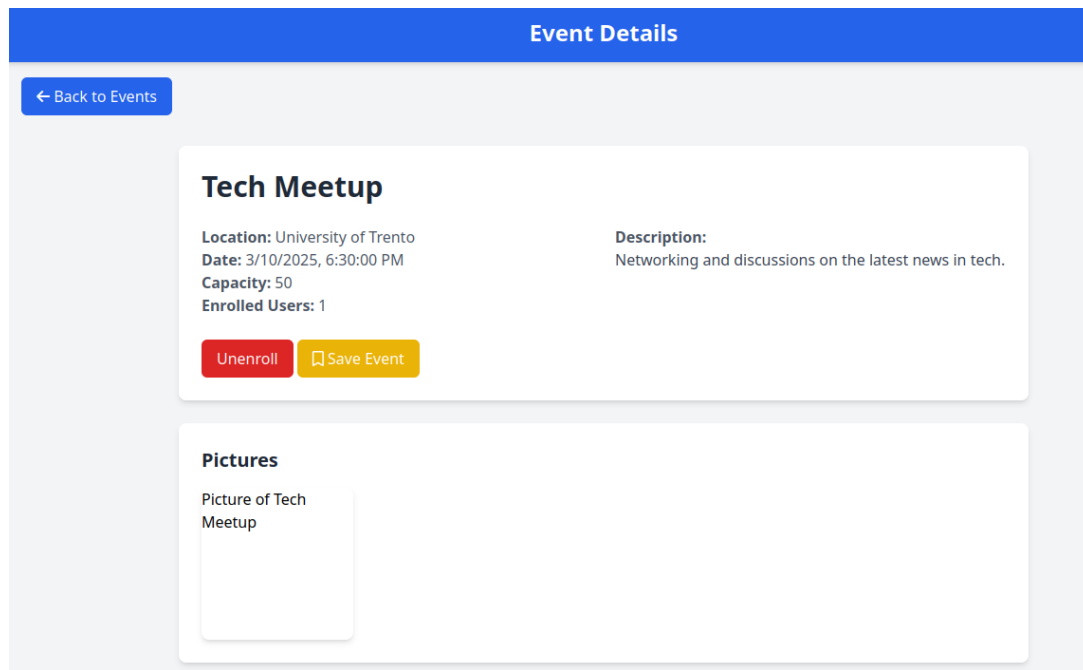 Event Details
← Back to Events
Tech Meetup
Location: University of Trento
Date: 3/10/2025, 6:30:00 PM
Capacity: 50
Enrolled Users: 1
Description:
Networking and discussions on the latest news in tech.
Unenroll
Save Event
Pictures
Picture of Tech
Meetup